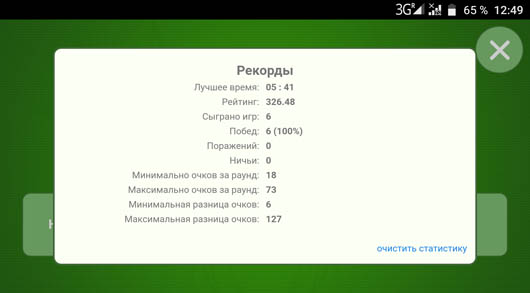 3G R 65 % 12:49
Рекорды
Лучшее время: 05 : 41
Рейтинг: 326.48
Сыграно игр: 6
Побед: 6 (100%)
Поражений: 0
Ничьи: 0
Минимально очков за раунд: 18
Максимально очков за раунд: 73
Минимальная разница очков: 6
Максимальная разница очков: 127
очистить статистику